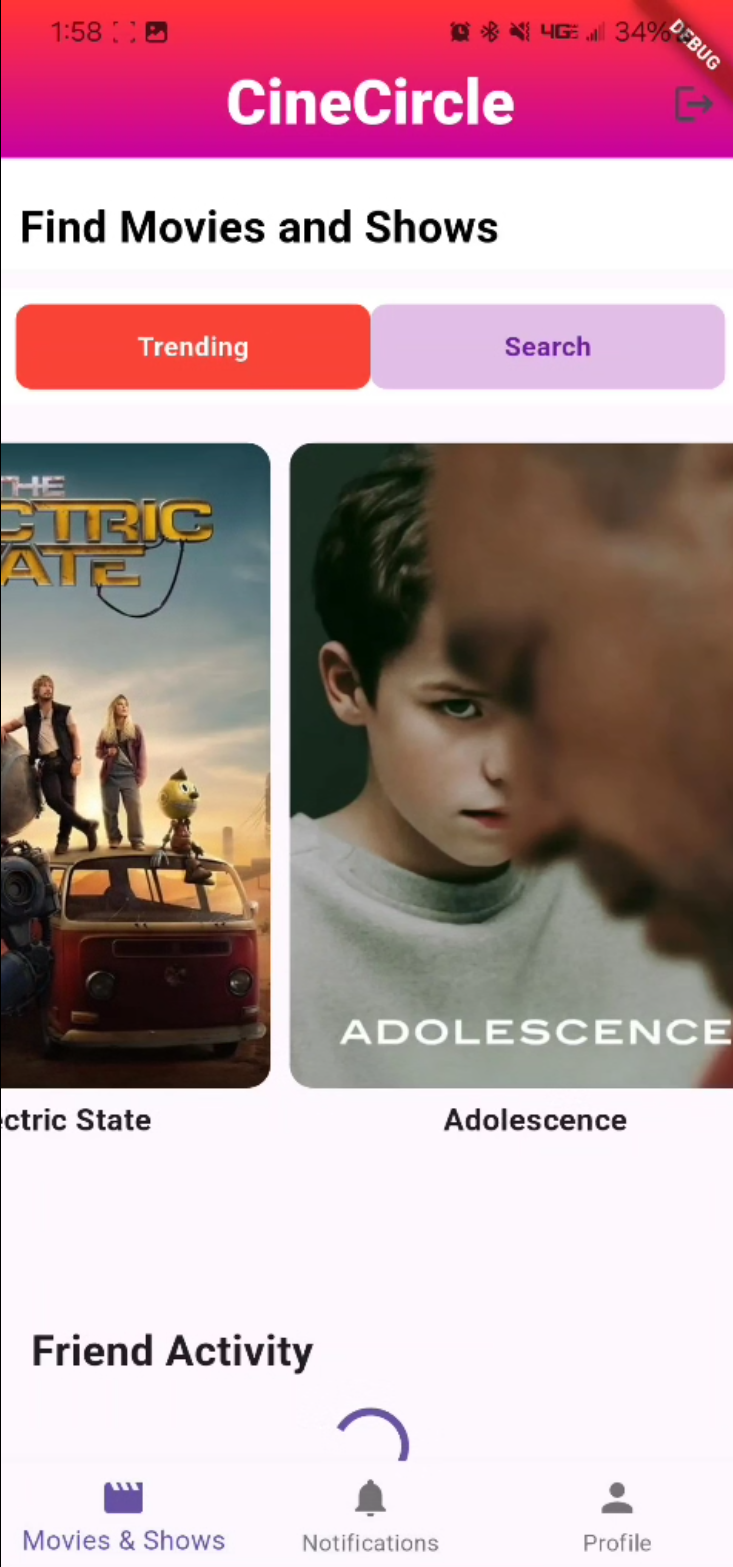 1:58 4GE 34%
DEBUG
CineCircle
Find Movies and Shows
Trending Search
THE
CTRIC
ATE
ADOLESCENCE
ctric State Adolescence
Friend Activity
Movies & Shows Notifications Profile